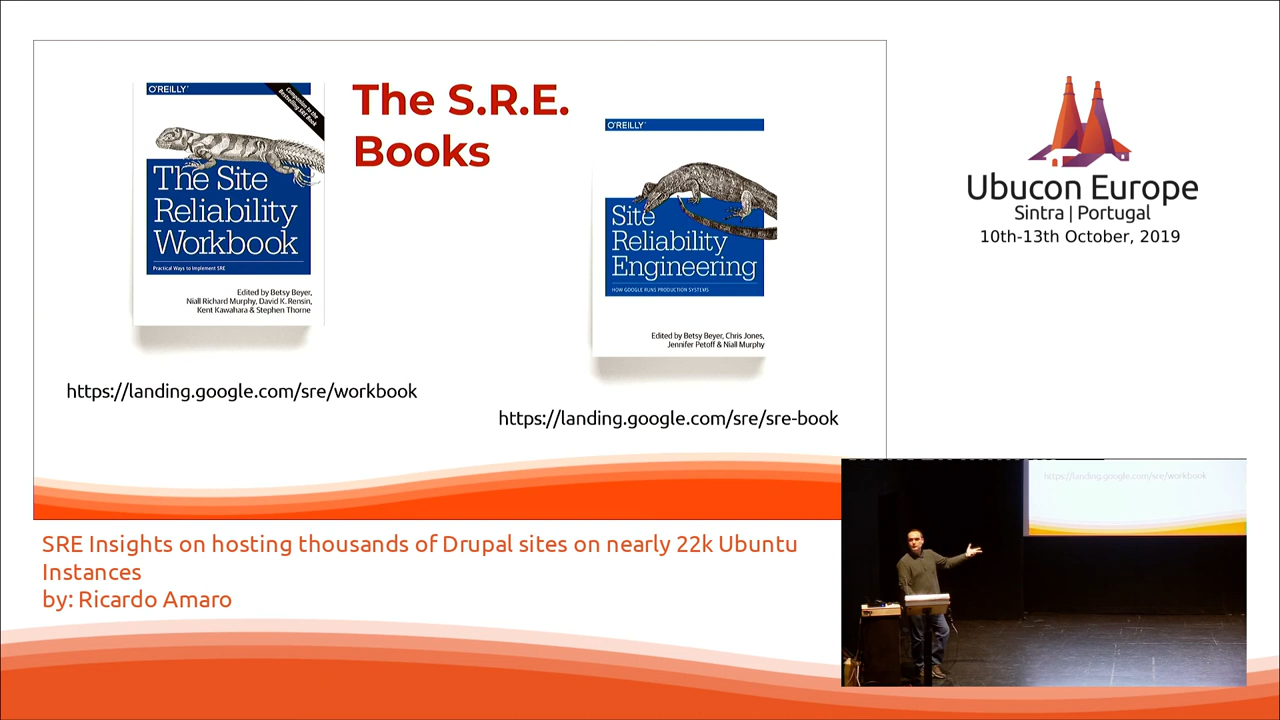 The S.R.E.
Books
O'REILLY
Companion to the
Bestselling SRE Book
The Site
Reliability
Workbook
Practical Ways to Implement SRE
Edited by Betsy Beyer,
Niall Richard Murphy, David K. Rensin,
Kent Kawahara & Stephen Thorne
https://landing.google.com/sre/workbook
O'REILLY
Site
Reliability
Engineering
HOW GOOGLE RUNS PRODUCTION SYSTEMS
Edited by Betsy Beyer, Chris Jones,
Jennifer Petoff & Niall Murphy
https://landing.google.com/sre/sre-book
Ubucon Europe
Sintra | Portugal
10th-13th October, 2019
https://landing.google.com/sre/workbook
SRE Insights on hosting thousands of Drupal sites on nearly 22k Ubuntu
Instances
by: Ricardo Amaro